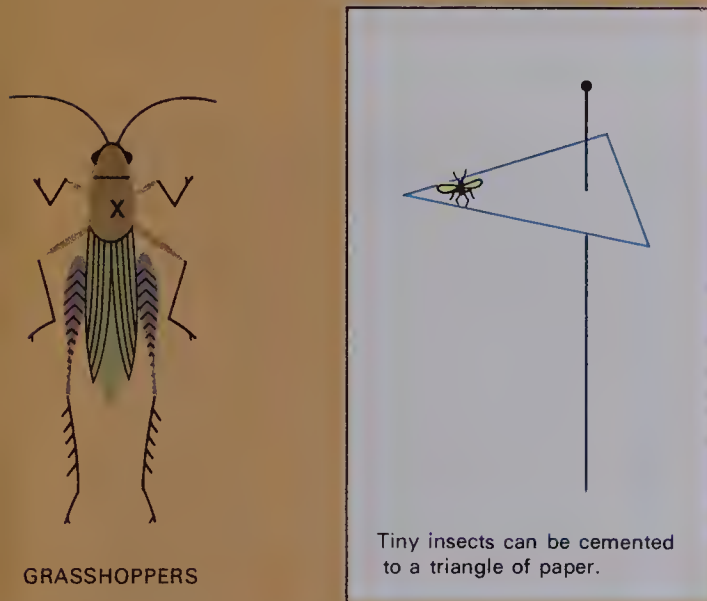 X
GRASSHOPPERS
Tiny insects can be cemented
to a triangle of paper.